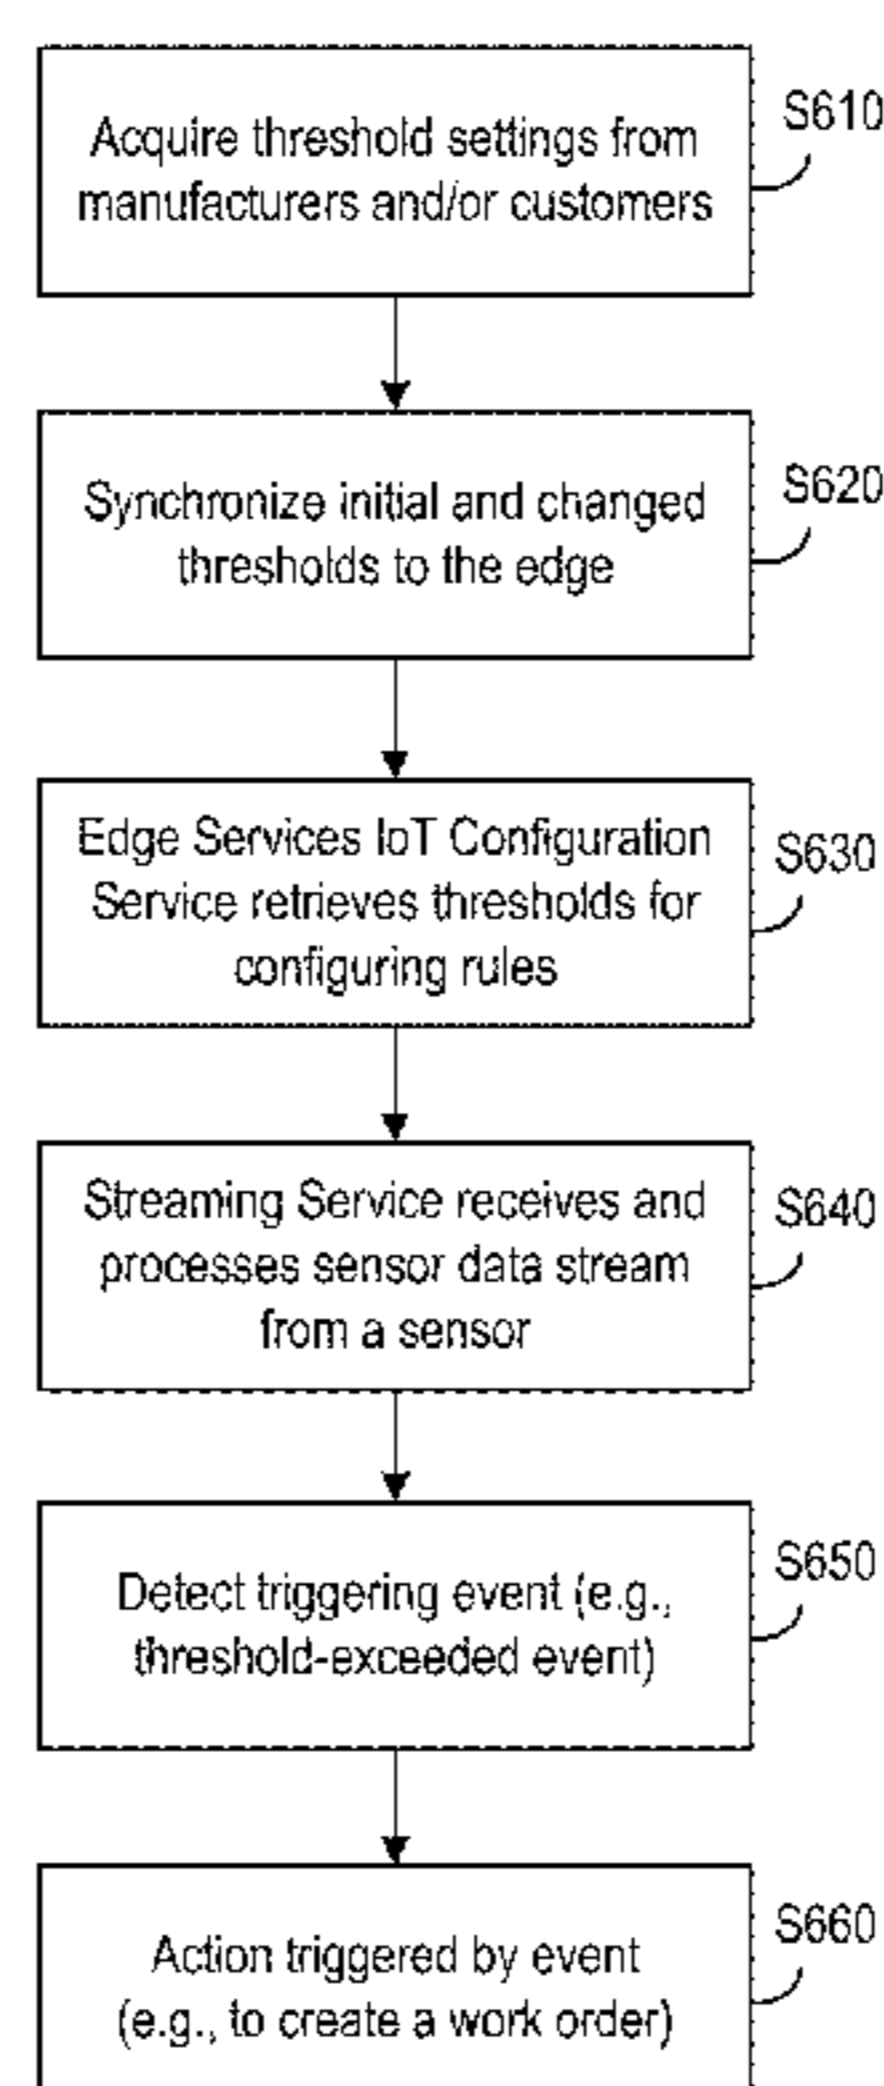 Acquire threshold settings from
manufacturers and/or customers
S610
Synchronize initial and changed
thresholds to the edge
S620
Edge Services IoT Configuration
Service retrieves thresholds for
configuring rules
S630
Streaming Service receives and
processes sensor data stream
from a sensor
S640
Detect triggering event (e.g.,
threshold-exceeded event)
S650
Action triggered by event
(e.g., to create a work order)
S660